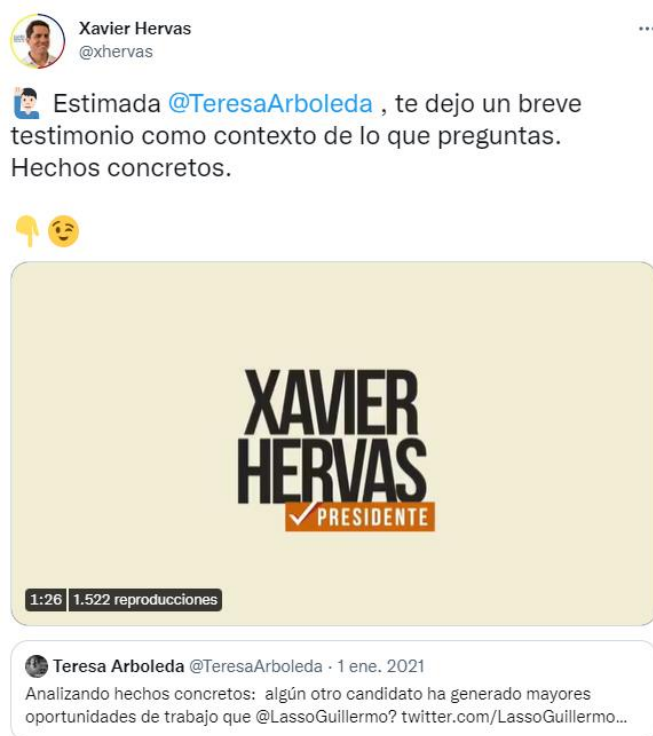 Xavier Hervas
@xhervas
Estimada @TeresaArboleda , te dejo un breve
testimonio como contexto de lo que preguntas.
Hechos concretos.
XAVIER
HERVAS
PRESIDENTE
1:26 1.522 reproducciones
Teresa Arboleda @TeresaArboleda · 1 ene. 2021
Analizando hechos concretos: algún otro candidato ha generado mayores
oportunidades de trabajo que @LassoGuillermo? twitter.com/LassoGuillermo...